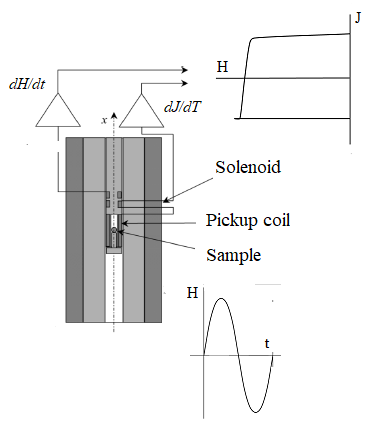 J
H
dH/dt
dJ/dT
x
Solenoid
Pickup coil
Sample
H
t